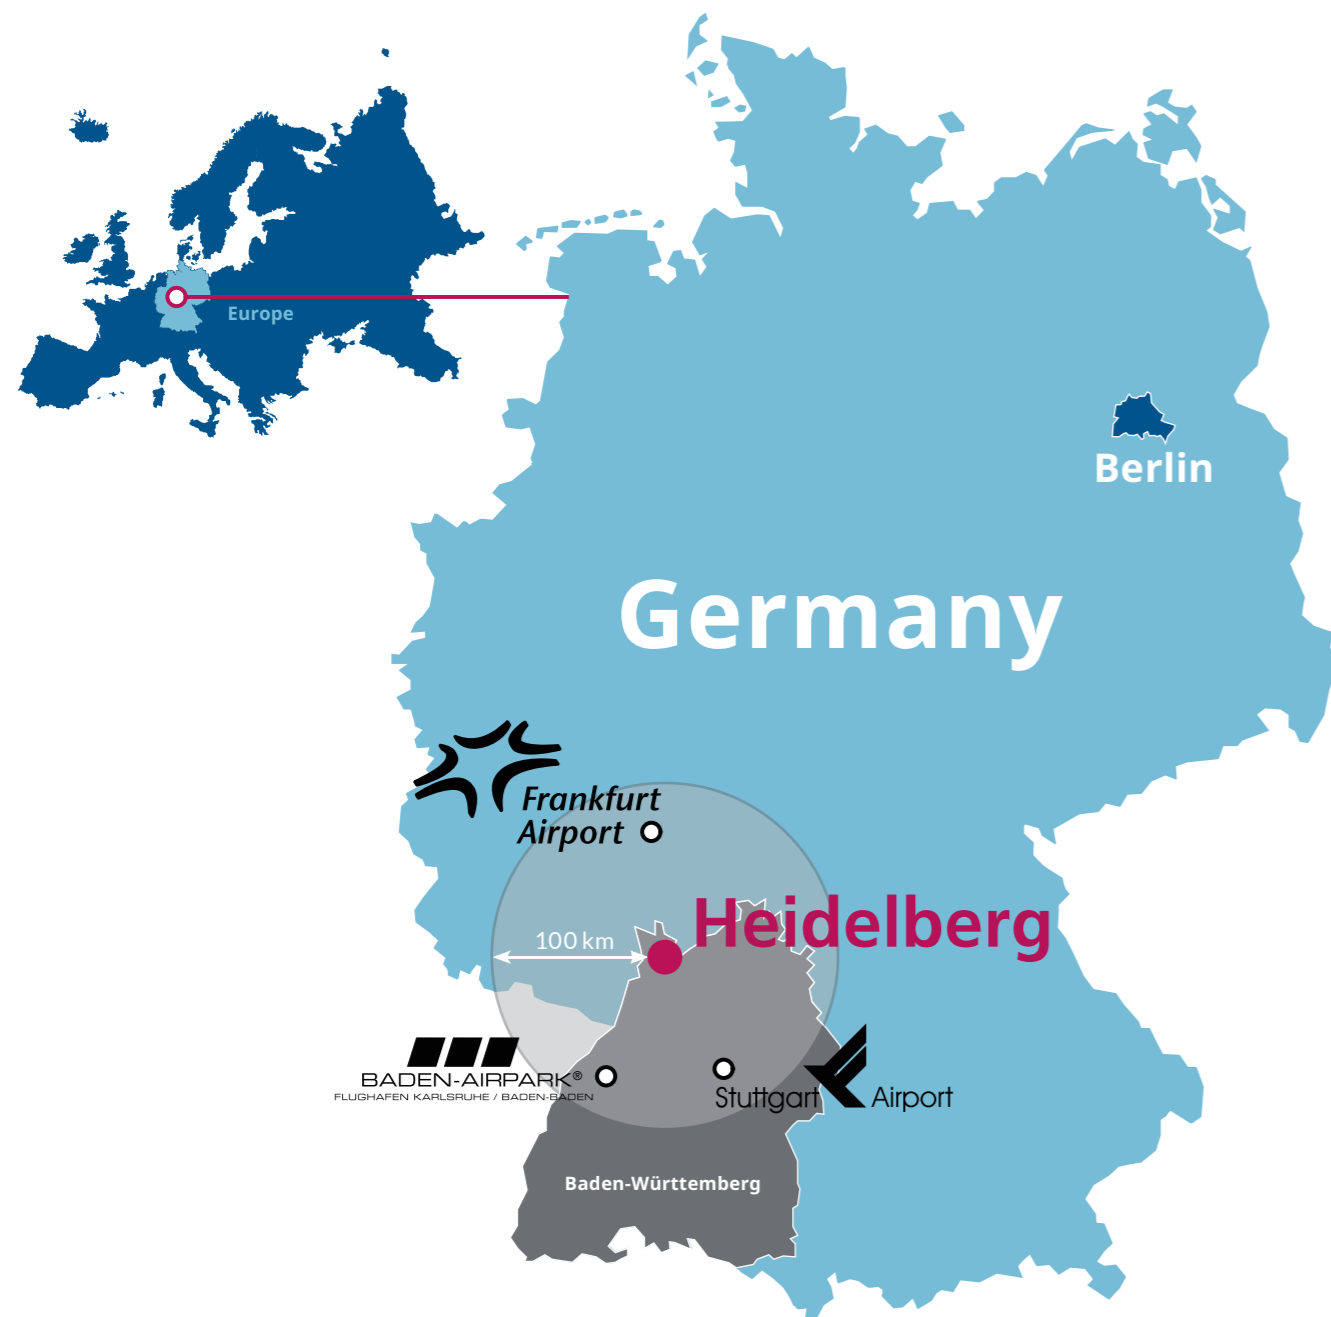 Europe
Berlin
Germany
Frankfurt
Airport
Heidelberg
100 km
BADEN-AIRPARK®
FLUGHAFEN KARLSRUHE / BADEN-BADEN
Stuttgart Airport
Baden-Württemberg